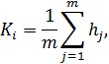 K_i = \frac{1}{m} \sum_{j=1}^{m} h_j,